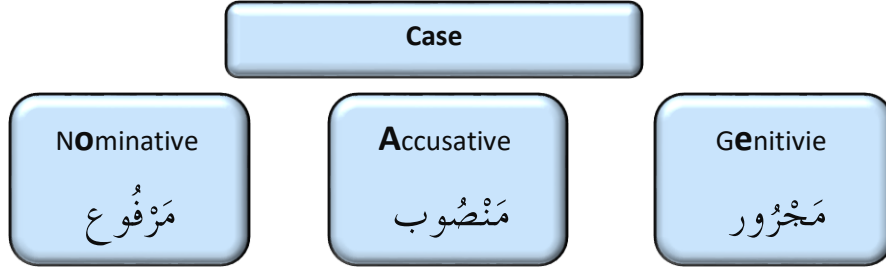 Case
Nominative
مَرْفُوع
Accusative
مَنْصُوب
Genitivie
مَجْرُور